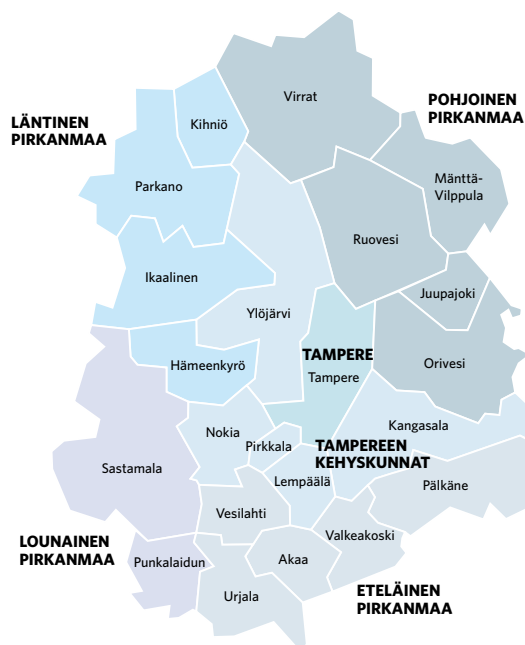 Virrat
LÄNTINEN
PIRKANMAA
Kihniö
POHJOINEN
PIRKANMAA
Parkano
Mänttä-
Vilppula
Ruovesi
Ikaalinen
Juupajoki
Ylöjärvi
Hämeenkyrö
TAMPERE
Tampere
Orivesi
Nokia
Pirkkala
Kangasala
TAMPEREEN
KEHYSKUNNAT
Sastamala
Lempäälä
Pälkäne
Vesilahti
Valkeakoski
LOUNAINEN
PIRKANMAA
Punkalaidun
Akaa
Urjala
ETELÄINEN
PIRKANMAA